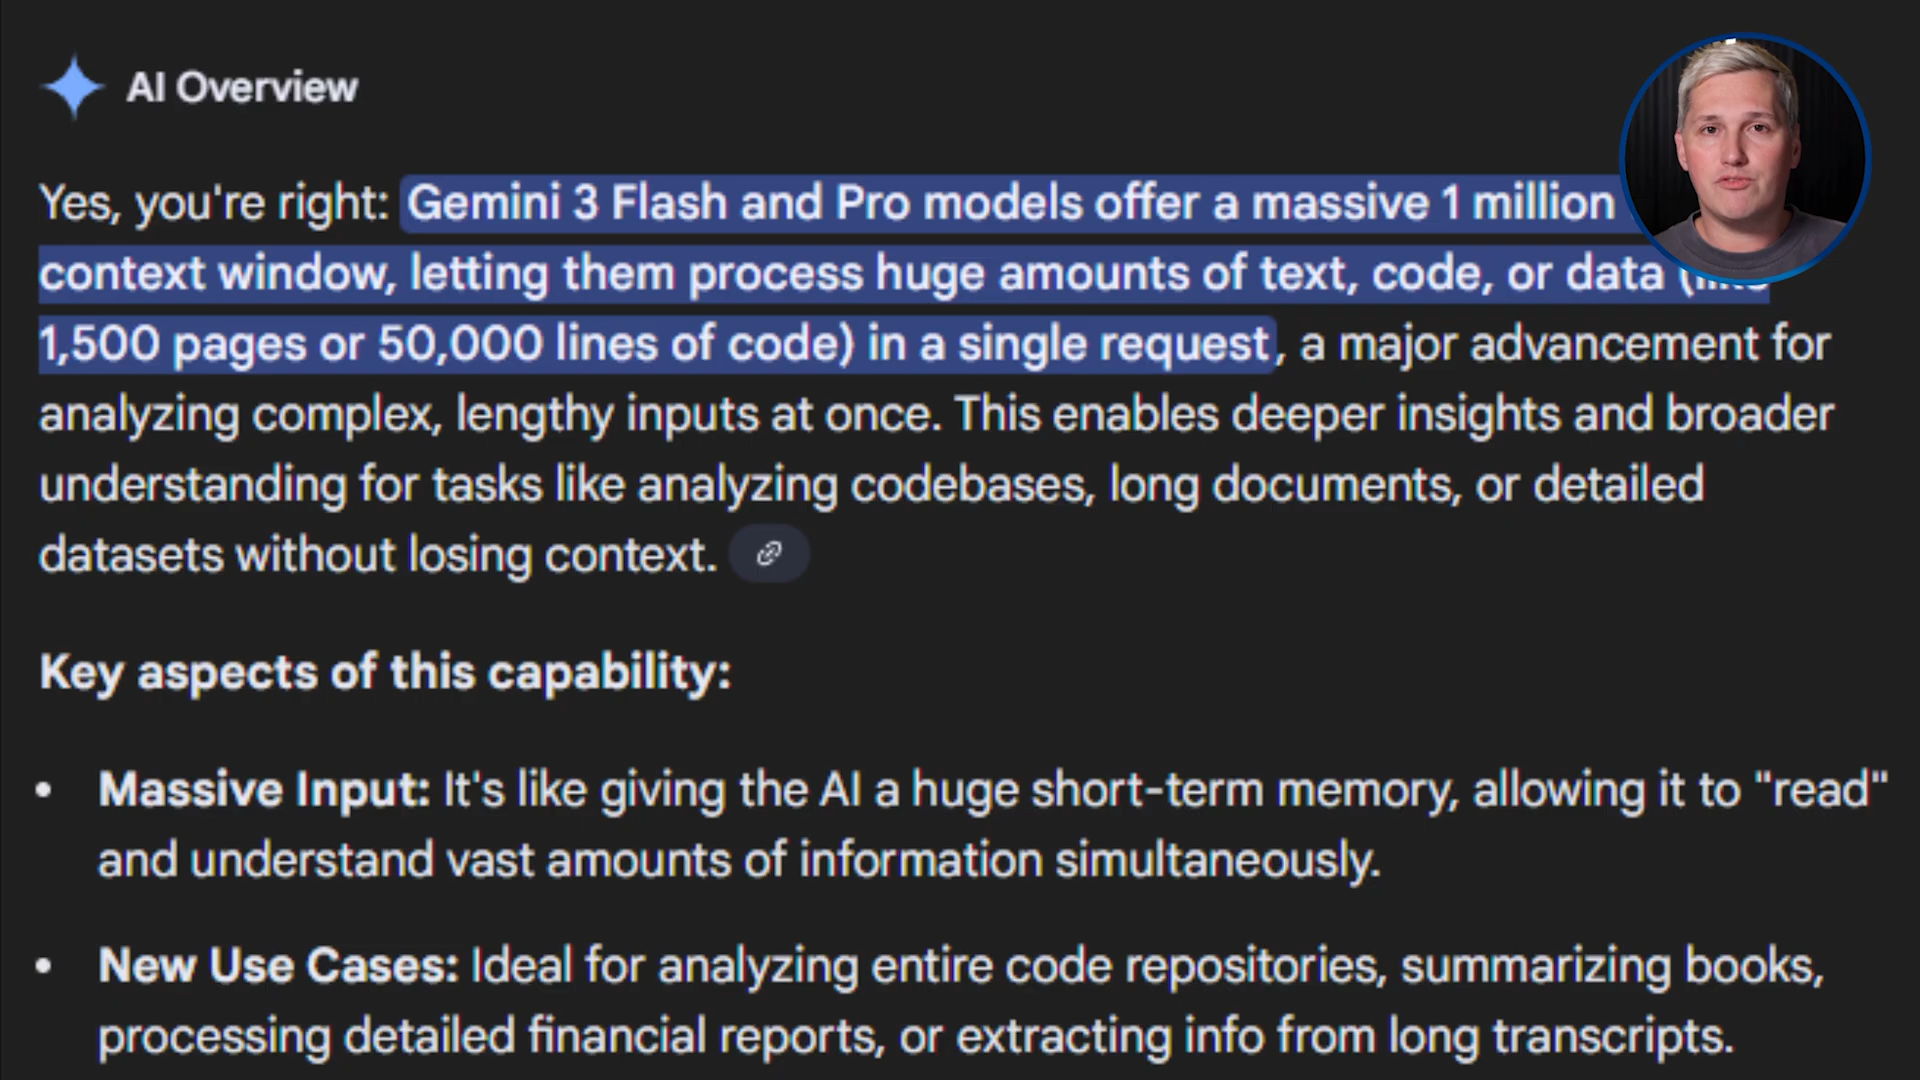 AI Overview
Yes, you're right: Gemini 3 Flash and Pro models offer a massive 1 million
context window, letting them process huge amounts of text, code, or data
1,500 pages or 50,000 lines of code) in a single request, a major advancement for
analyzing complex, lengthy inputs at once. This enables deeper insights and broader
understanding for tasks like analyzing codebases, long documents, or detailed
datasets without losing context.
Key aspects of this capability:
• Massive Input: It's like giving the AI a huge short-term memory, allowing it to "read"
and understand vast amounts of information simultaneously.
• New Use Cases: Ideal for analyzing entire code repositories, summarizing books,
processing detailed financial reports, or extracting info from long transcripts.